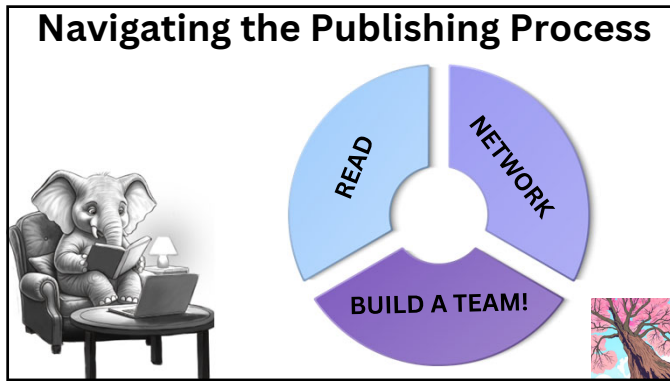 Navigating the Publishing Process
READ
NETWORK
BUILD A TEAM!